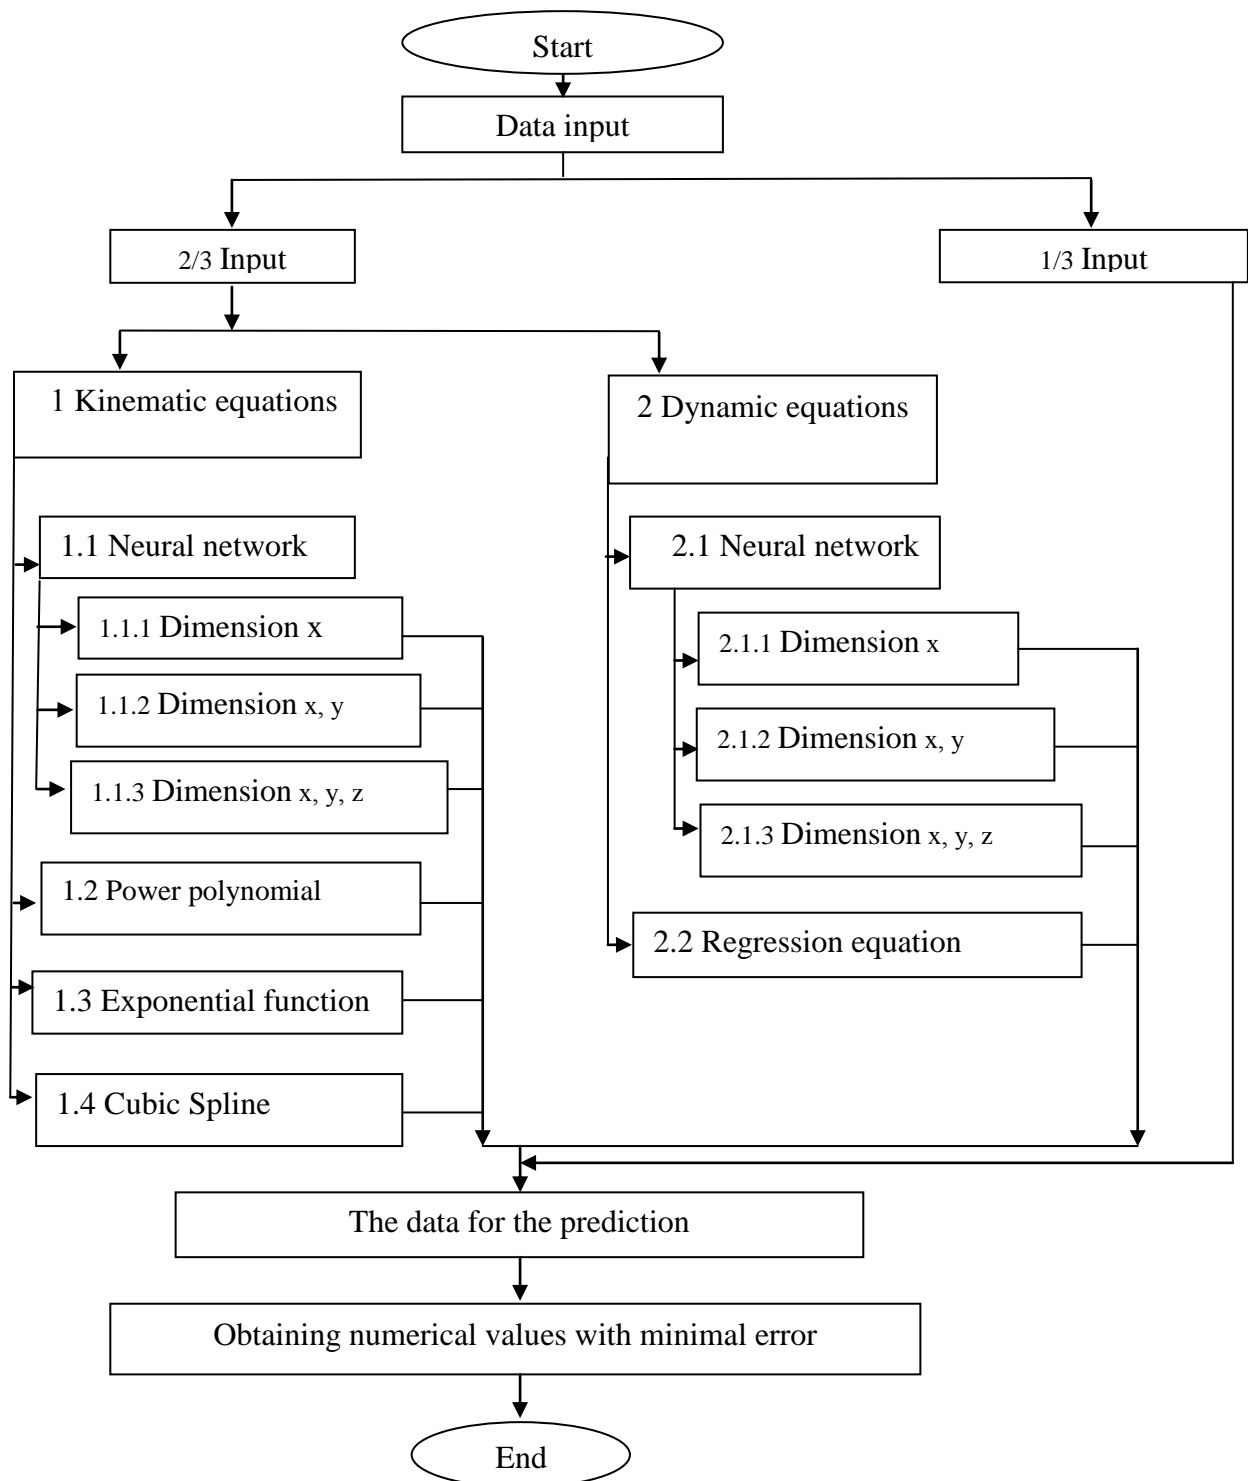 Start
Data input
2/3 Input
1/3 Input
1 Kinematic equations
2 Dynamic equations
1.1 Neural network
2.1 Neural network
1.1.1 Dimension x
2.1.1 Dimension x
1.1.2 Dimension x, y
2.1.2 Dimension x, y
1.1.3 Dimension x, y, z
2.1.3 Dimension x, y, z
1.2 Power polynomial
2.2 Regression equation
1.3 Exponential function
1.4 Cubic Spline
The data for the prediction
Obtaining numerical values with minimal error
End